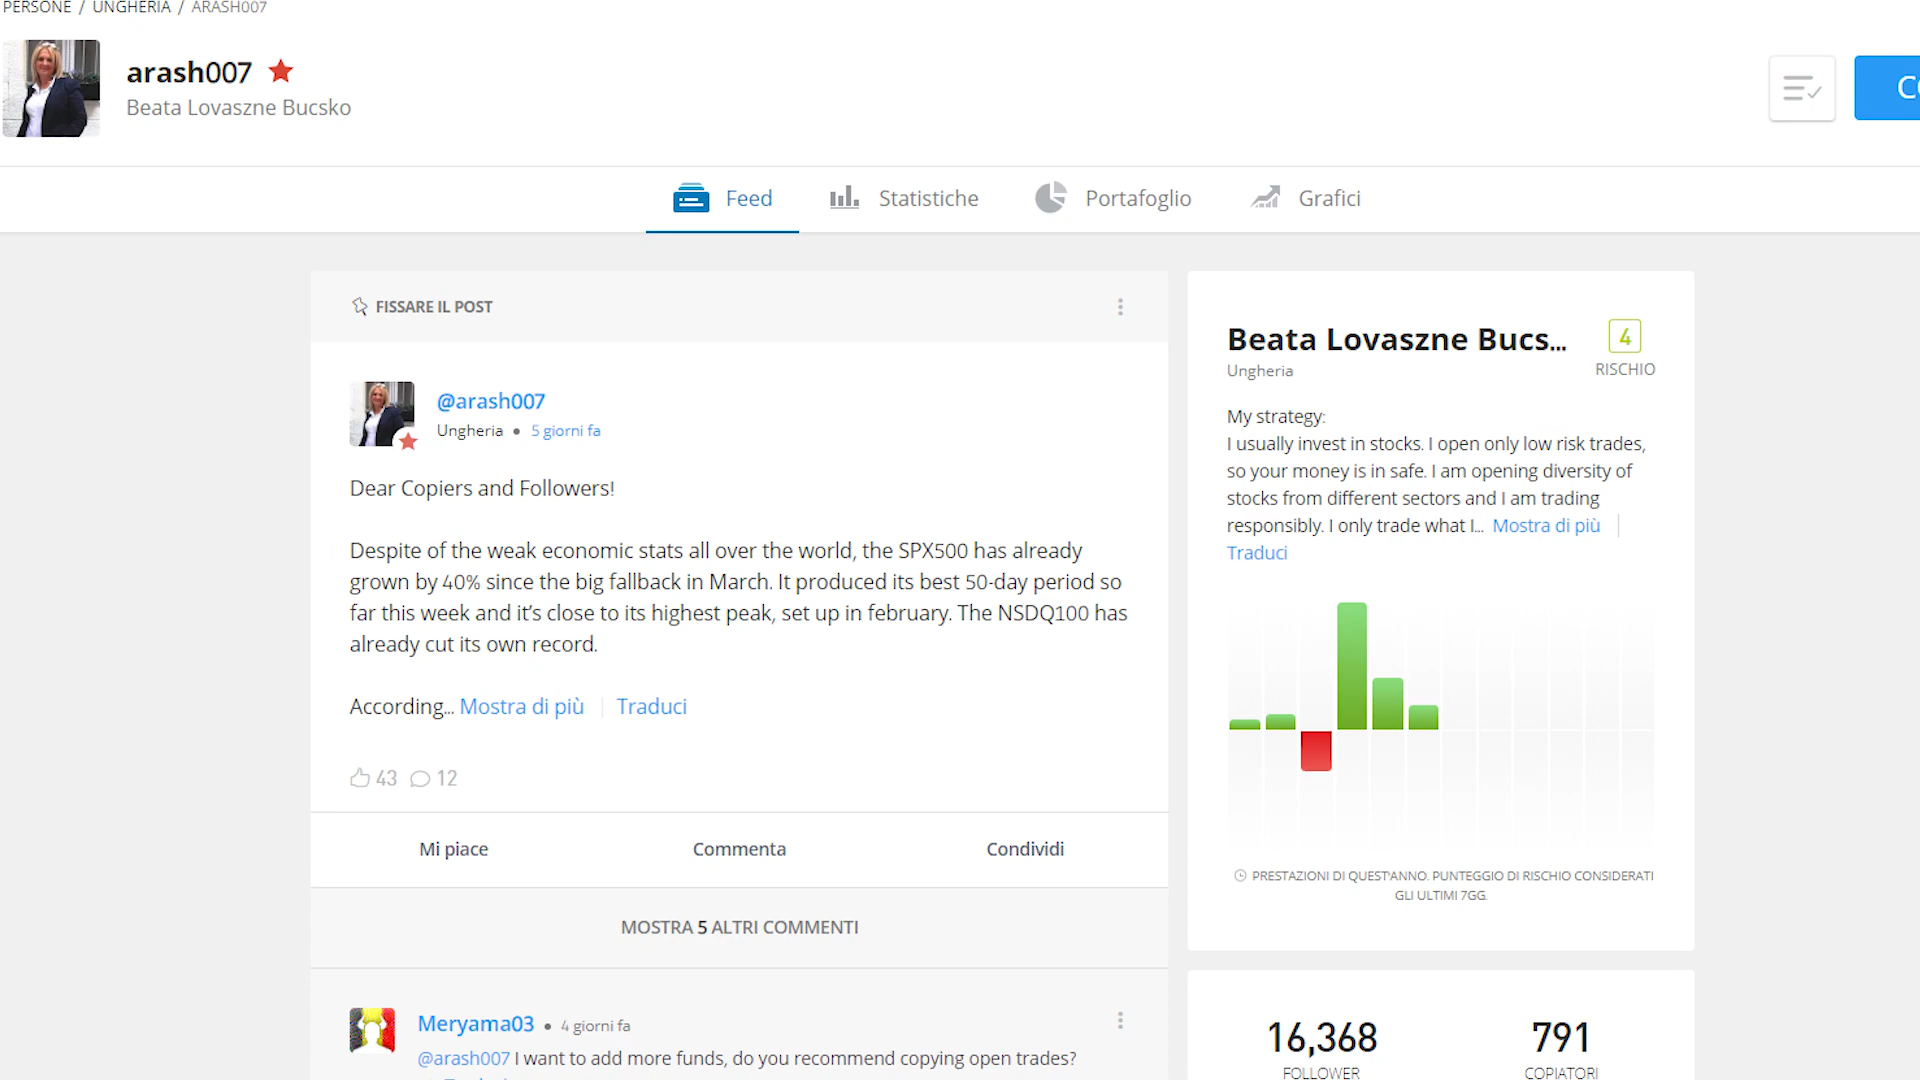 PERSONE / UNGHERIA / ARASH007
arash007
Beata Lovaszne Bucsko
Feed
Statistiche
Portafoglio
Grafici
FISSARE IL POST
@arash007
Ungheria • 5 giorni fa
Dear Copiers and Followers!
Despite of the weak economic stats all over the world, the SPX500 has already
grown by 40% since the big fallback in March. It produced its best 50-day period so
far this week and it's close to its highest peak, set up in february. The NSDQ100 has
already cut its own record.
According... Mostra di più | Traduci
43 12
Mi piace
Commenta
Condividi
MOSTRA 5 ALTRI COMMENTI
Meryama03 • 4 giorni fa
@arash007 I want to add more funds, do you recommend copying open trades?
Beata Lovaszne Bucs...
4
RISCHIO
Ungheria
My strategy:
I usually invest in stocks. I open only low risk trades,
so your money is in safe. I am opening diversity of
stocks from different sectors and I am trading
responsibly. I only trade what I... Mostra di più |
Traduci
PRESTAZIONI DI QUEST'ANNO. PUNTEGGIO DI RISCHIO CONSIDERATI
GLI ULTIMI 7GG.
16,368
FOLLOWER
791
COPIATORI